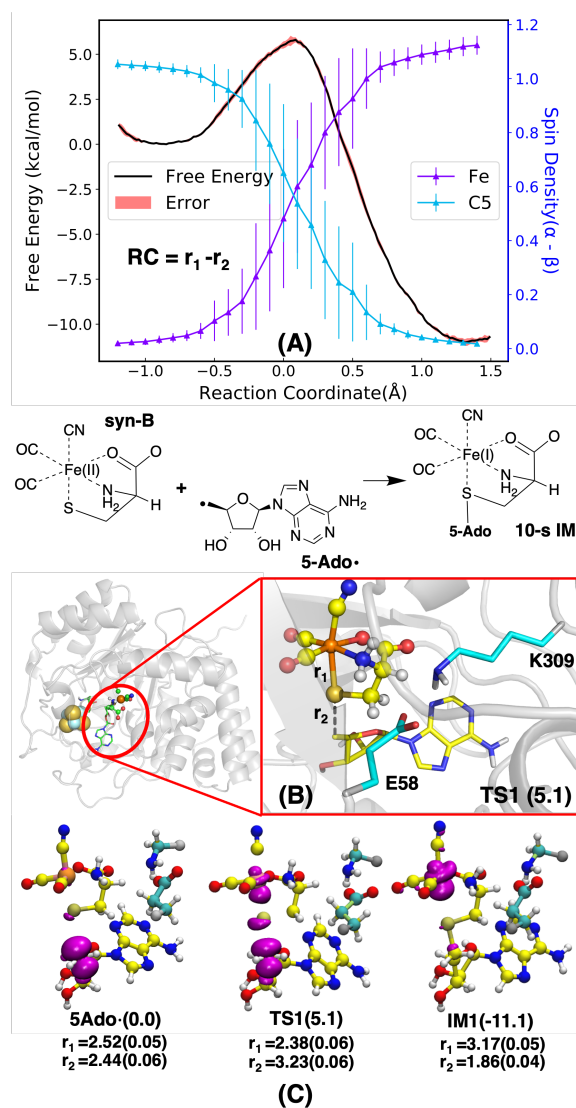 5.0
2.5
0.0
−2.5
−5.0
−7.5
−10.0
Free Energy (kcal/mol)
1.2
1.0
0.8
0.6
0.4
0.2
0.0
Spin Density(α - β)
Free Energy
Error
Fe
C5
RC = r1 -r2
(A)
−1.0 −0.5 0.0 0.5 1.0 1.5
Reaction Coordinate(Å)
syn-B
CN
OC
O
O
Fe(II)
OC
N
H2
H
S
+
O
N
N
N
N
NH2
HO
OH
5-Ado•
CN
OC
O
O
Fe(I)
OC
N
H2
H
S
5-Ado
10-s IM
K309
r1
r2
E58
(B)
TS1 (5.1)
5Ado·(0.0) TS1(5.1) IM1(-11.1)
r1=2.52(0.05) r1=2.38(0.06) r1=3.17(0.05)
r2=2.44(0.06) r2=3.23(0.06) r2=1.86(0.04)
(C)